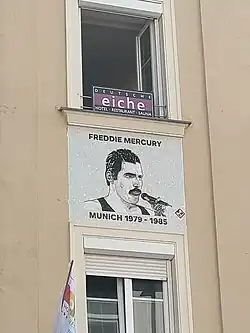 DEUTSCHE
eiche
HOTEL · RESTAURANT · SAUNA
FREDDIE MERCURY
MUNICH 1979 - 1985